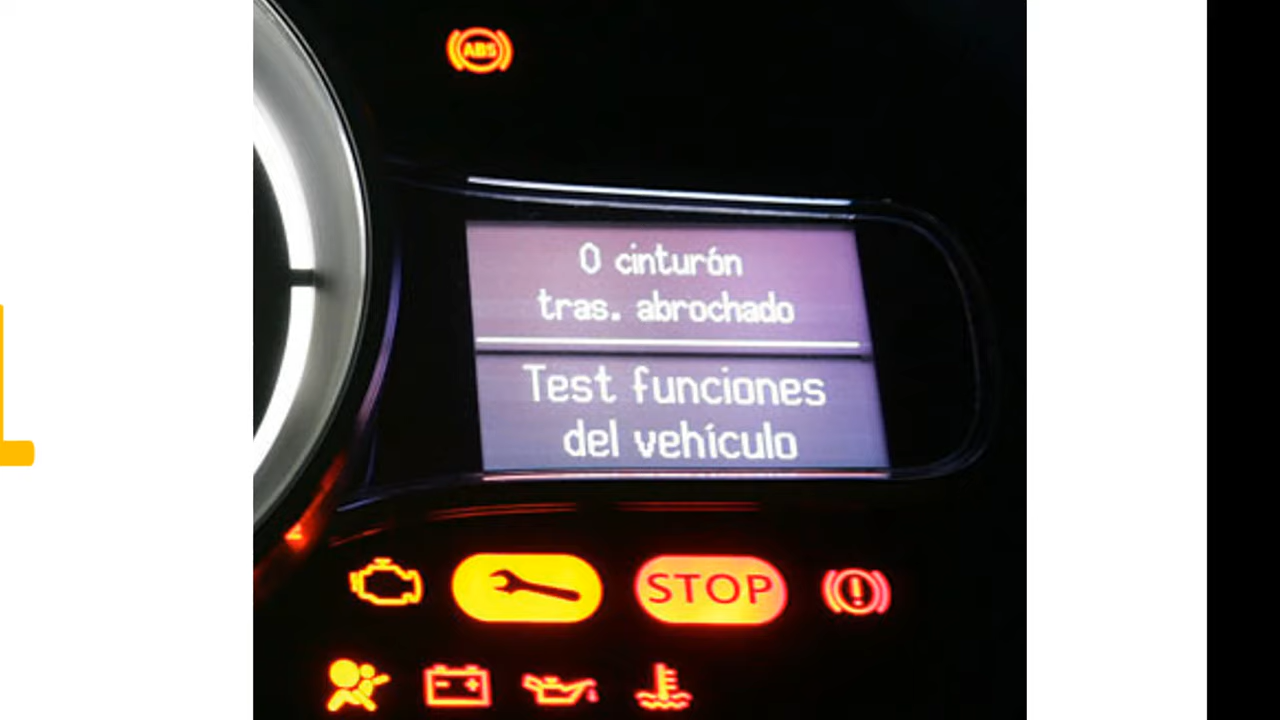 ABS
0 cinturón
tras. abrochado
Test funciones
del vehículo
STOP